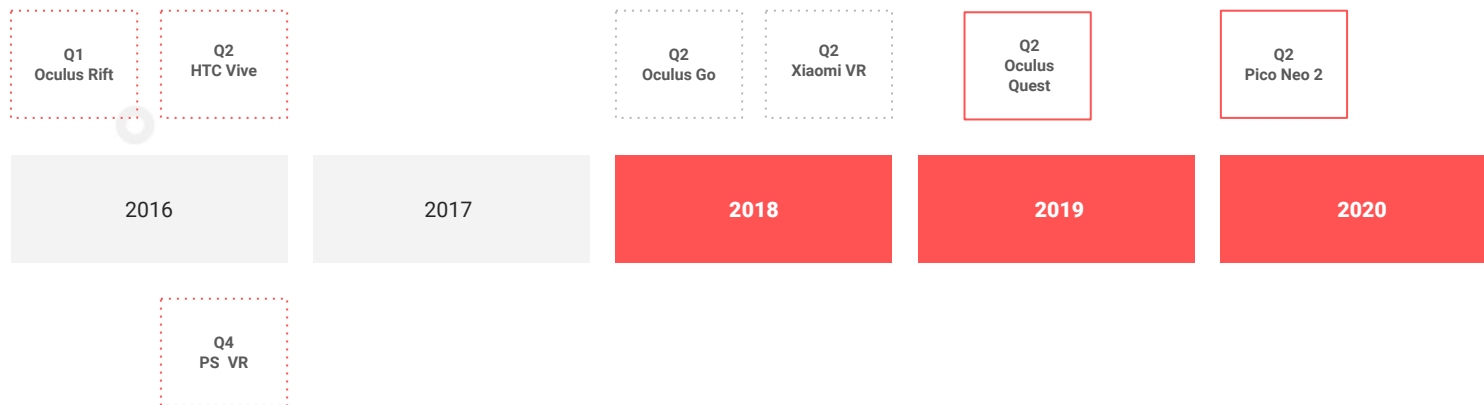 Q1
Oculus Rift
Q2
HTC Vive
Q2
Oculus Go
Q2
Xiaomi VR
Q2
Oculus
Quest
Q2
Pico Neo 2
2016
2017
2018
2019
2020
Q4
PS VR